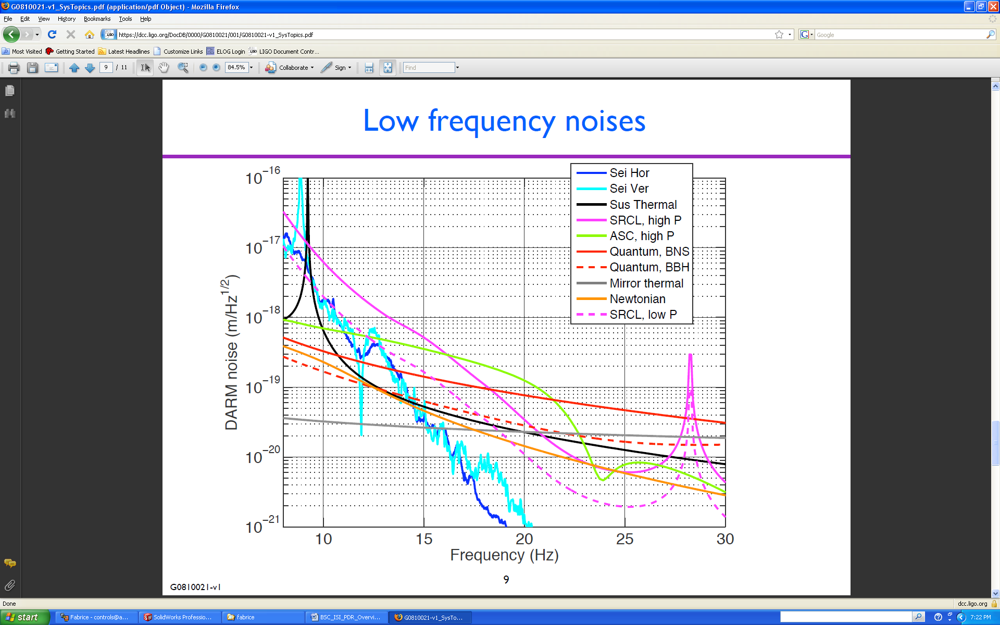 G0810021-v1_SysTopics.pdf (application/pdf Object) - Mozilla Firefox
File Edit View History Bookmarks Tools Help
https://dcc.ligo.org/DocDB/0000/G0810021/001/G0810021-v1_SysTopics.pdf
Google
Most Visited Getting Started Latest Headlines Customize Links ELOG Login LIGO Document Contr...
9 / 11 84.5% Collaborate Sign Find
Low frequency noises
Sei Hor
Sei Ver
Sus Thermal
SRCL, high P
ASC, high P
Quantum, BNS
Quantum, BBH
Mirror thermal
Newtonian
SRCL, low P
10⁻¹⁶
10⁻¹⁷
10⁻¹⁸
10⁻¹⁹
10⁻²⁰
10⁻²¹
DARM noise (m/Hz^1/2)
10 15 20 25 30
Frequency (Hz)
9
G0810021-v1
Done
dcc.ligo.org
start
Fabrice - controls@a...
SolidWorks Professio...
fabrice
BSC_ISI_PDR_Overvi...
G0810021-v1_SysTo...
7:22 PM